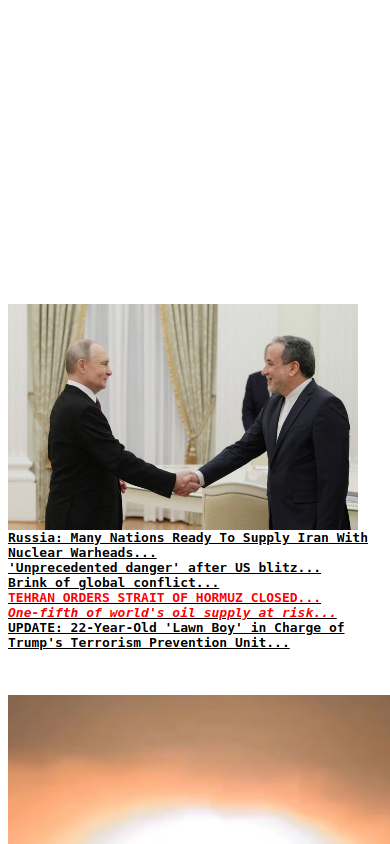 Russia: Many Nations Ready To Supply Iran With
Nuclear Warheads...
'Unprecedented danger' after US blitz...
Brink of global conflict...
TEHRAN ORDERS STRAIT OF HORMUZ CLOSED...
One-fifth of world's oil supply at risk...
UPDATE: 22-Year-Old 'Lawn Boy' in Charge of
Trump's Terrorism Prevention Unit...